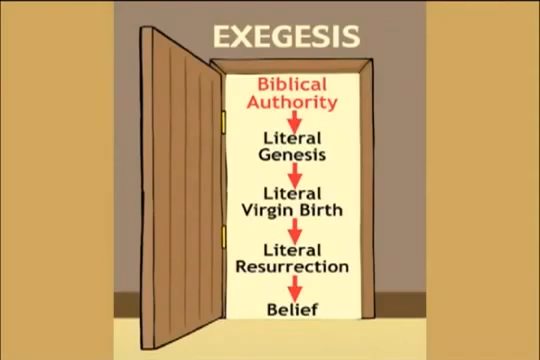 EXEGESIS
Biblical
Authority
Literal
Genesis
Literal
Virgin Birth
Literal
Resurrection
Belief